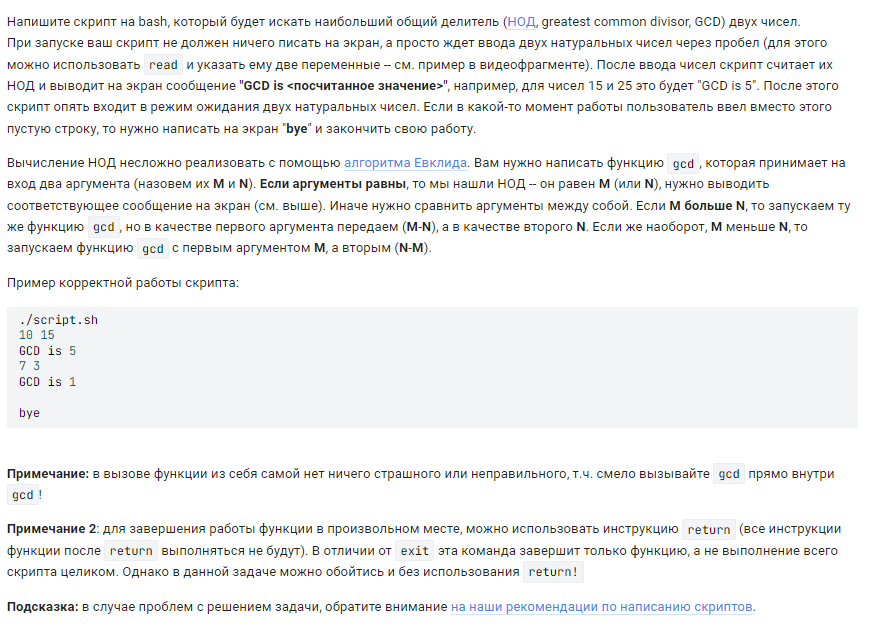 Напишите скрипт на bash, который будет искать наибольший общий делитель (НОД, greatest common divisor, GCD) двух чисел.
При запуске ваш скрипт не должен ничего писать на экран, а просто ждет ввода двух натуральных чисел через пробел (для этого
можно использовать read и указать ему две переменные -- см. пример в видеофрагменте). После ввода чисел скрипт считает их
НОД и выводит на экран сообщение "GCD is <посчитанное значение>", например, для чисел 15 и 25 это будет "GCD is 5". После этого
скрипт опять входит в режим ожидания двух натуральных чисел. Если в какой-то момент работы пользователь ввел вместо этого
пустую строку, то нужно написать на экран "bye" и закончить свою работу.
Вычисление НОД несложно реализовать с помощью алгоритма Евклида. Вам нужно написать функцию gcd, которая принимает на
вход два аргумента (назовем их M и N). Если аргументы равны, то мы нашли НОД -- он равен M (или N), нужно выводить
соответствующее сообщение на экран (см. выше). Иначе нужно сравнить аргументы между собой. Если M больше N, то запускаем ту
же функцию gcd, но в качестве первого аргумента передаем (M-N), а в качестве второго N. Если же наоборот, M меньше N, то
запускаем функцию gcd с первым аргументом M, а вторым (N-M).
Пример корректной работы скрипта:
./script.sh
10 15
GCD is 5
7 3
GCD is 1
bye
Примечание: в вызове функции из себя самой нет ничего страшного или неправильного, т.ч. смело вызывайте gcd прямо внутри
gcd!
Примечание 2: для завершения работы функции в произвольном месте, можно использовать инструкцию return (все инструкции
функции после return выполняться не будут). В отличии от exit эта команда завершит только функцию, а не выполнение всего
скрипта целиком. Однако в данной задаче можно обойтись и без использования return!
Подсказка: в случае проблем с решением задачи, обратите внимание на наши рекомендации по написанию скриптов.